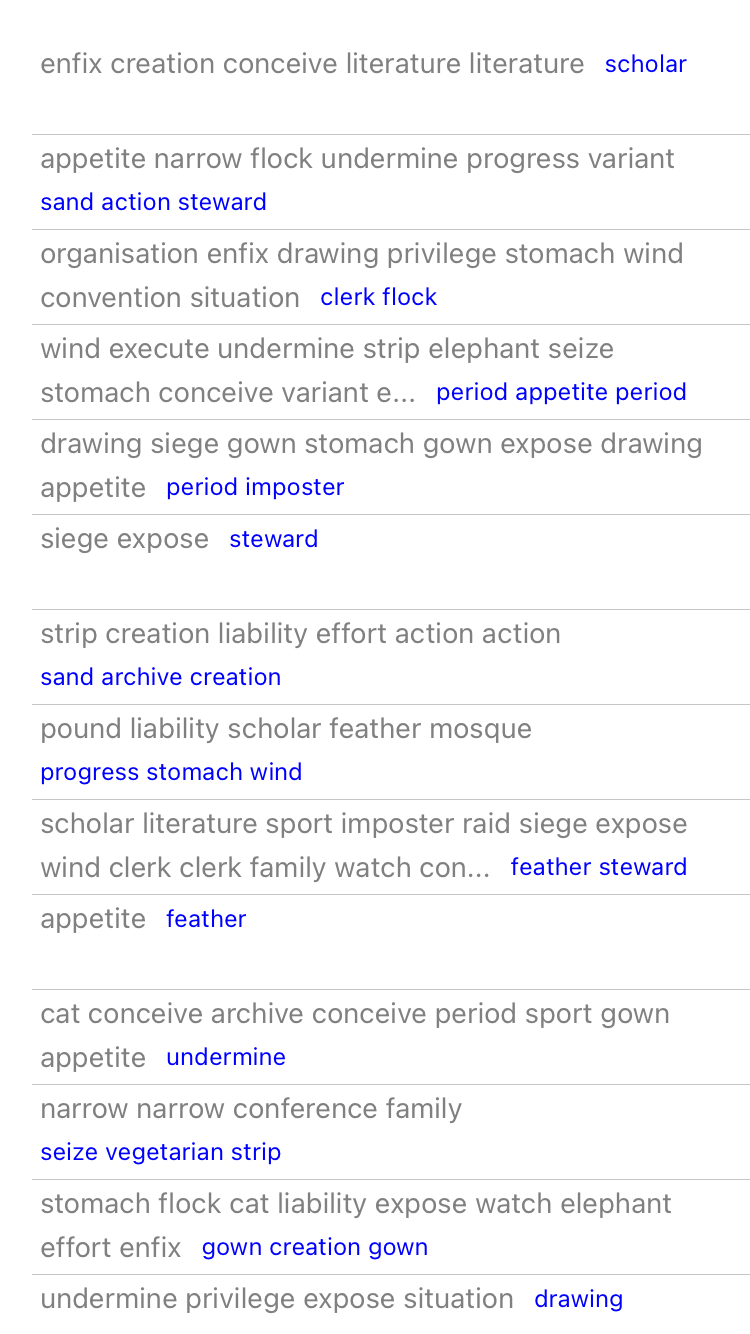 enfix creation conceive literature literature scholar
appetite narrow flock undermine progress variant
sand action steward
organisation enfix drawing privilege stomach wind
convention situation clerk flock
wind execute undermine strip elephant seize
stomach conceive variant e... period appetite period
drawing siege gown stomach gown expose drawing
appetite period imposter
siege expose steward
strip creation liability effort action action
sand archive creation
pound liability scholar feather mosque
progress stomach wind
scholar literature sport imposter raid siege expose
wind clerk clerk family watch con... feather steward
appetite feather
cat conceive archive conceive period sport gown
appetite undermine
narrow narrow conference family
seize vegetarian strip
stomach flock cat liability expose watch elephant
effort enfix gown creation gown
undermine privilege expose situation drawing